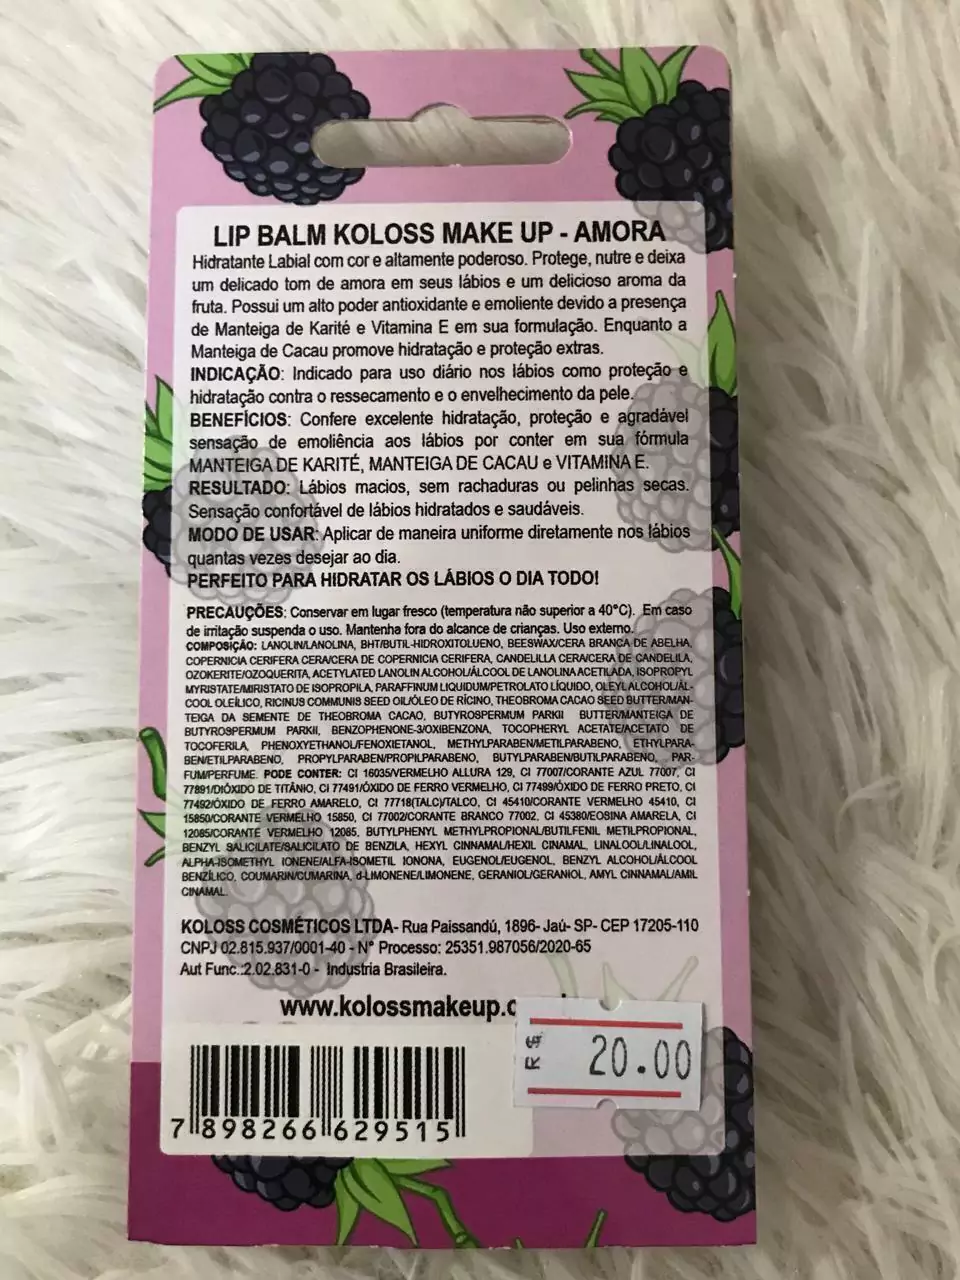 LIP BALM KOLOSS MAKE UP - AMORA
Hidratante Labial com cor e altamente poderoso. Protege, nutre e deixa
um delicado tom de amora em seus lábios e um delicioso aroma da
fruta. Possui um alto poder antioxidante e emoliente devido a presença
de Manteiga de Karité e Vitamina E em sua formulação. Enquanto a
Manteiga de Cacau promove hidratação e proteção extras.
INDICAÇÃO: Indicado para uso diário nos lábios como proteção e
hidratação contra o ressecamento e o envelhecimento da pele.
BENEFÍCIOS: Confere excelente hidratação, proteção e agradável
sensação de emoliência aos lábios por conter em sua fórmula
MANTEIGA DE KARITÉ, MANTEIGA DE CACAU e VITAMINA E.
RESULTADO: Lábios macios, sem rachaduras ou pelinhas secas.
Sensação confortável de lábios hidratados e saudáveis.
MODO DE USAR: Aplicar de maneira uniforme diretamente nos lábios
quantas vezes desejar ao dia.
PERFEITO PARA HIDRATAR OS LÁBIOS O DIA TODO!
PRECAUÇÕES: Conservar em lugar fresco (temperatura não superior a 40°C). Em caso
de irritação suspenda o uso. Mantenha fora do alcance de crianças. Uso externo.
COMPOSIÇÃO: LANOLIN/LANOLINA, BHT/BUTIL-HIDROXITOLUENO, BEESWAX/CERA BRANCA DE ABELHA,
COPERNICIA CERIFERA CERA/CERA DE COPERNICIA CERIFERA, CANDELILLA CERA/CERA DE CANDELILA,
OZOKERITE/OZOQUERITA, ACETYLATED LANOLIN ALCOHOL/ÁLCOOL DE LANOLINA ACETILADA, ISOPROPYL
MYRISTATE/MIRISTATO DE ISOPROPILA, PARAFFINUM LIQUIDUM/PETROLATO LÍQUIDO, OLEYL ALCOHOL/ÁL-
COOL OLEÍLICO, RICINUS COMMUNIS SEED OIL/ÓLEO DE RÍCINO, THEOBROMA CACAO SEED BUTTER/MAN-
TEIGA DA SEMENTE DE THEOBROMA CACAO, BUTYROSPERMUM PARKII BUTTER/MANTEIGA DE
BUTYROSPERMUM PARKII, BENZOPHENONE-3/OXIBENZONA, TOCOPHERYL ACETATE/ACETATO DE
TOCOFERILA, PHENOXYETHANOL/FENOXIETANOL, METHYLPARABEN/METILPARABENO, ETHYLPARA-
BEN/ETILPARABENO, PROPYLPARABEN/PROPILPARABENO, BUTYLPARABEN/BUTILPARABENO, PAR-
FUM/PERFUME. PODE CONTER: CI 16035/VERMELHO ALLURA 129, CI 77007/CORANTE AZUL 77007, CI
77891/DIÓXIDO DE TITÂNIO, CI 77491/ÓXIDO DE FERRO VERMELHO, CI 77499/ÓXIDO DE FERRO PRETO, CI
77492/ÓXIDO DE FERRO AMARELO, CI 77718(TALC)/TALCO, CI 45410/CORANTE VERMELHO 45410, CI
15850/CORANTE VERMELHO 15850, CI 77002/CORANTE BRANCO 77002, CI 45380/EOSINA AMARELA, CI
12085/CORANTE VERMELHO 12085, BUTYLPHENYL METHYLPROPIONAL/BUTILFENIL METILPROPIONAL,
BENZYL SALICILATE/SALICILATO DE BENZILA, HEXYL CINNAMAL/HEXIL CINAMAL, LINALOOL/LINALOOL,
ALPHA-ISOMETHYL IONENE/ALFA-ISOMETIL IONONA, EUGENOL/EUGENOL, BENZYL ALCOHOL/ÁLCOOL
BENZÍLICO, COUMARIN/CUMARINA, d-LIMONENE/LIMONENE, GERANIOL/GERANIOL, AMYL CINNAMAL/AMIL
CINAMAL.
KOLOSS COSMÉTICOS LTDA- Rua Paissandú, 1896- Jaú- SP- CEP 17205-110
CNPJ 02.815.937/0001-40 - N° Processo: 25351.987056/2020-65
Aut Func.:2.02.831-0 - Industria Brasileira.
www.kolossmakeup.c
R$ 20.00
7 898266 629515